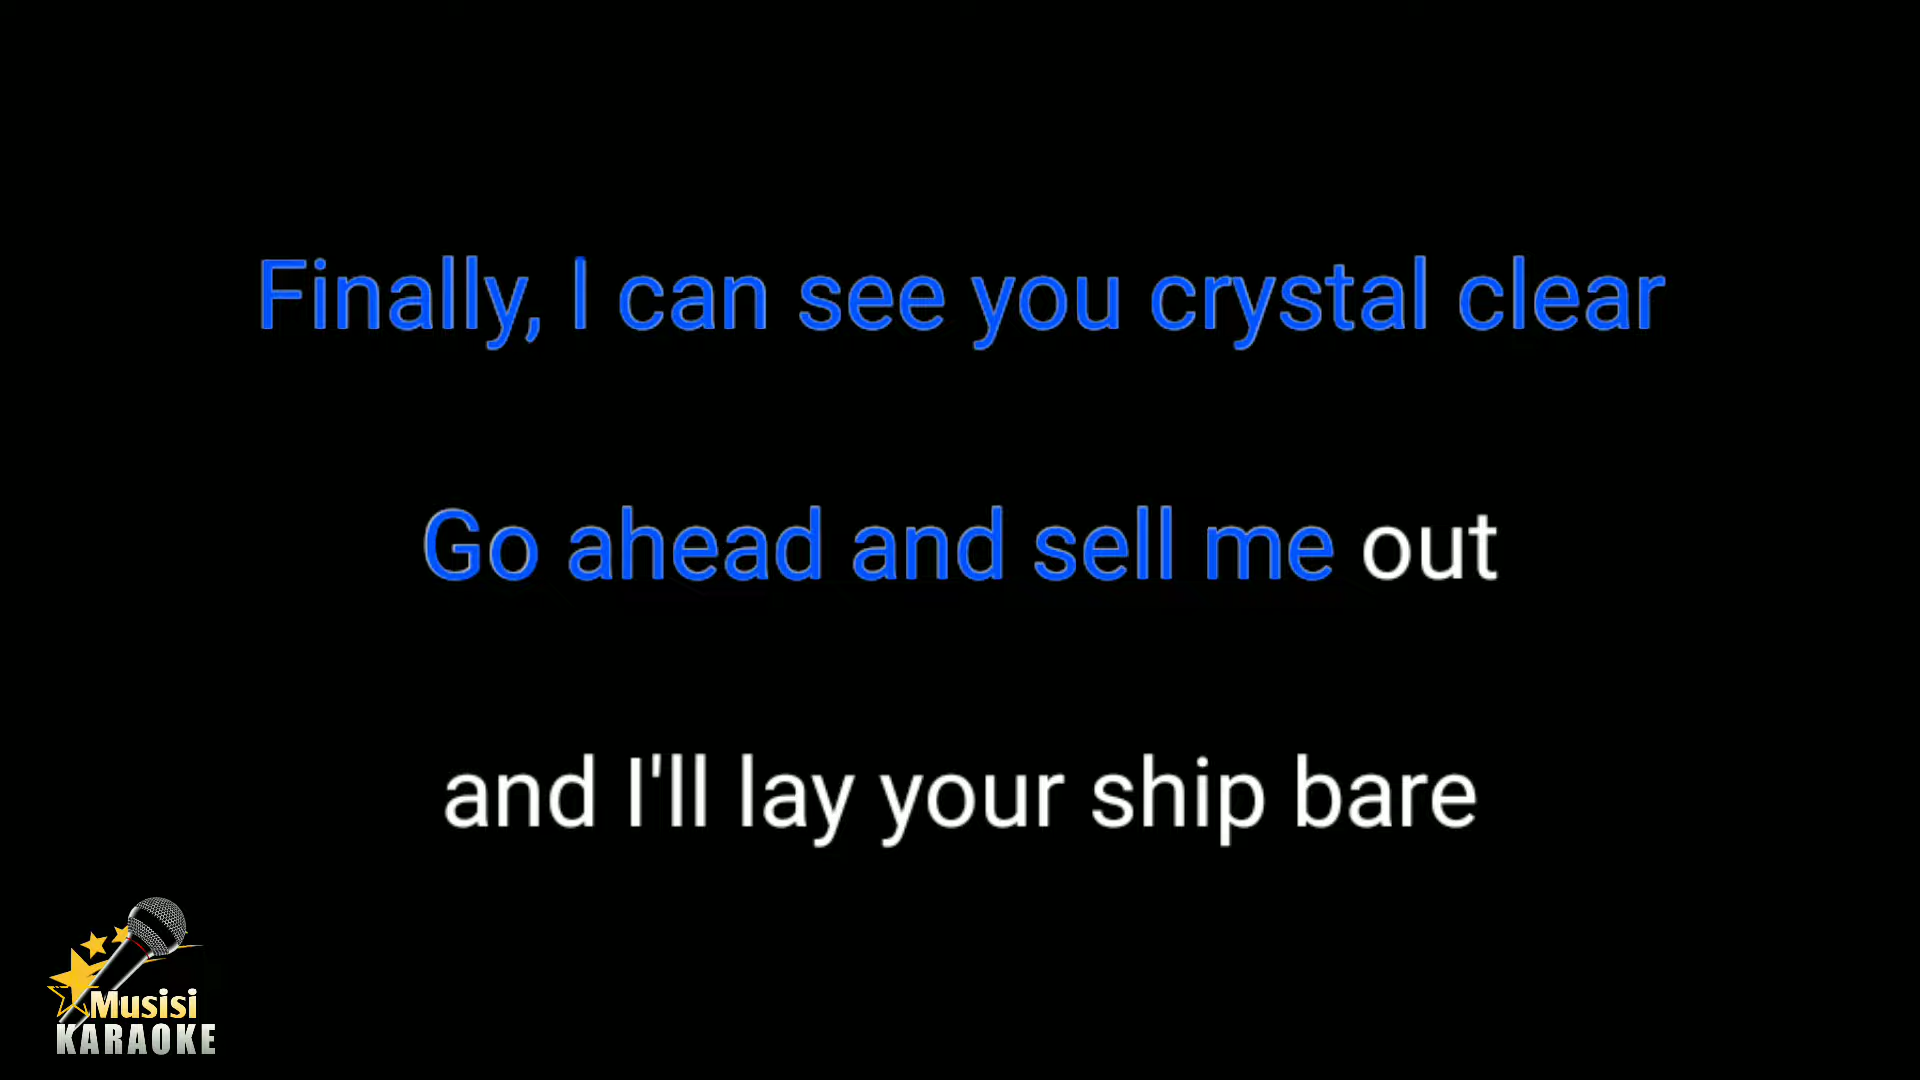 Finally, I can see you crystal clear
Go ahead and sell me out
and I'll lay your ship bare
Musisi
KARAOKE